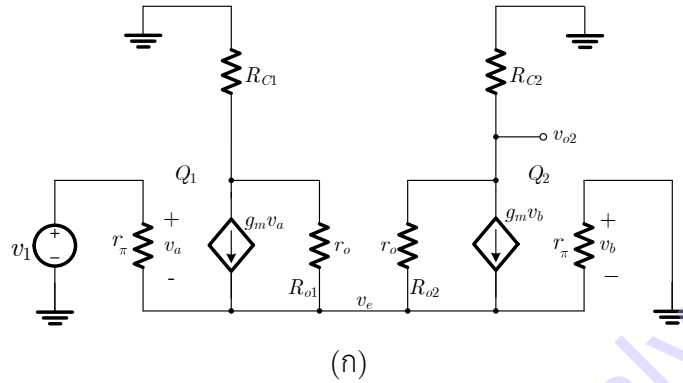 R_{C1}
R_{C2}
v_{o2}
Q_1
Q_2
v_1
+
−
r_π
+
v_a
-
g_m v_a
r_o
R_{o1}
v_e
r_o
R_{o2}
g_m v_b
r_π
+
v_b
−
(ก)